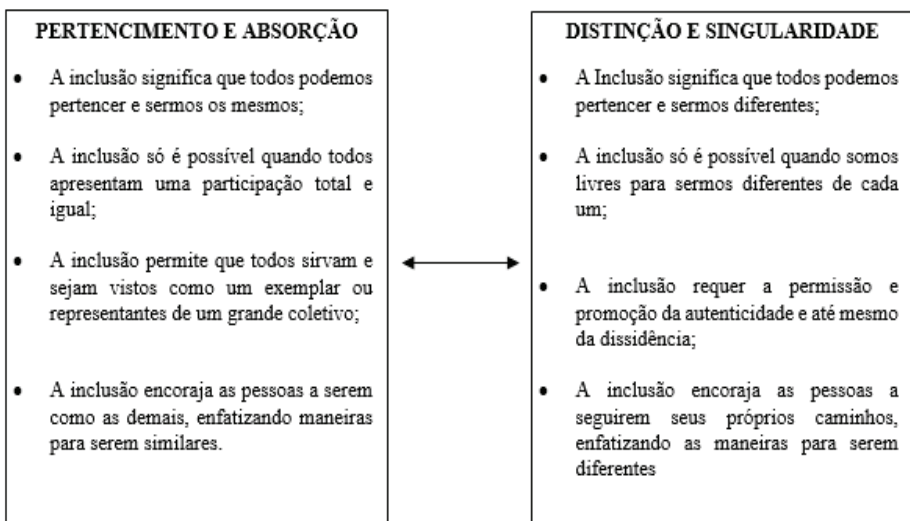 PERTENCIMENTO E ABSORÇÃO
• A inclusão significa que todos podemos
pertencer e sermos os mesmos;
• A inclusão só é possível quando todos
apresentam uma participação total e
igual;
• A inclusão permite que todos sirvam e
sejam vistos como um exemplar ou
representantes de um grande coletivo;
• A inclusão encoraja as pessoas a serem
como as demais, enfatizando maneiras
para serem similares.
DISTINÇÃO E SINGULARIDADE
• A Inclusão significa que todos podemos
pertencer e sermos diferentes;
• A inclusão só é possível quando somos
livres para sermos diferentes de cada
um;
• A inclusão requer a permissão e
promoção da autenticidade e até mesmo
da dissidência;
• A inclusão encoraja as pessoas a
seguirem seus próprios caminhos,
enfatizando as maneiras para serem
diferentes